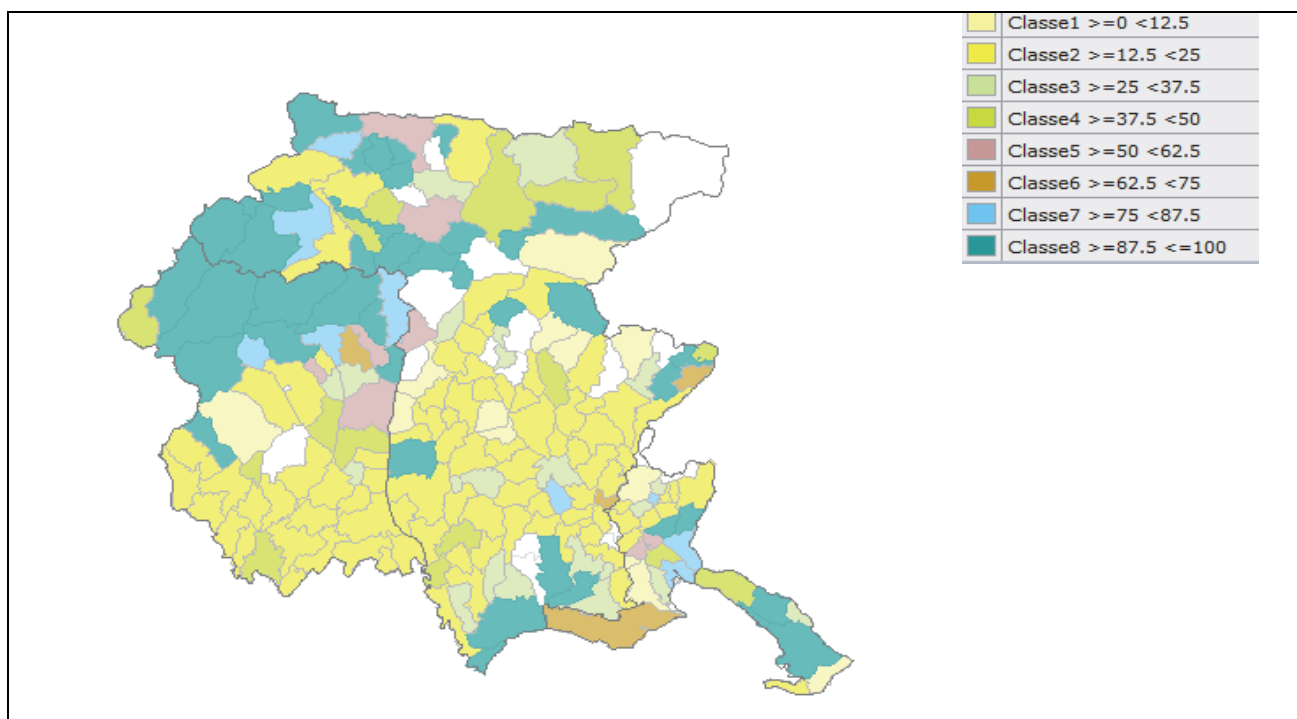 Classe1 >=0 <12.5
Classe2 >=12.5 <25
Classe3 >=25 <37.5
Classe4 >=37.5 <50
Classe5 >=50 <62.5
Classe6 >=62.5 <75
Classe7 >=75 <87.5
Classe8 >=87.5 <=100